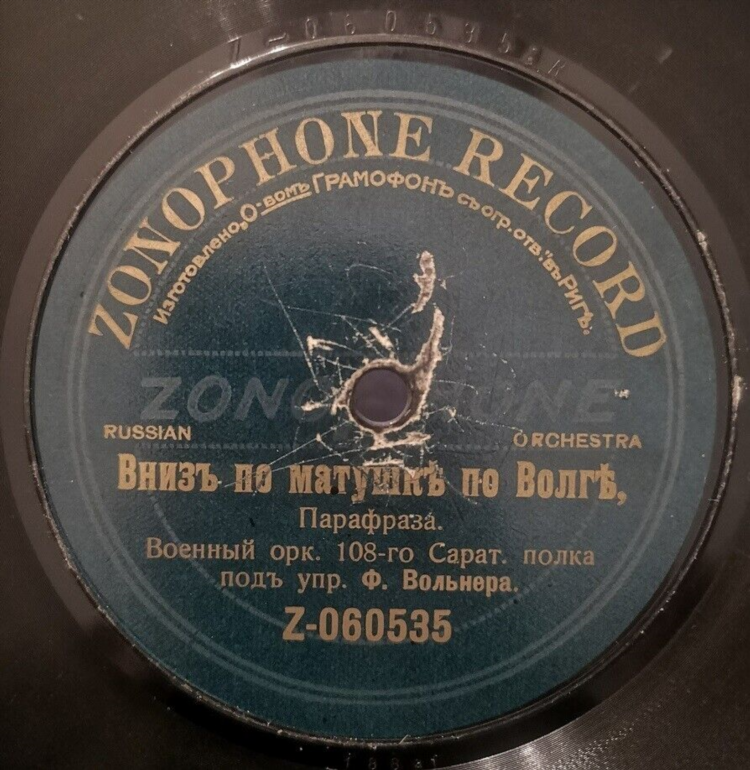 ZONOPHONE RECORD
Изготовлено „О-вомъ ГРАМОФОНЪ съ огр. отв." въ Ригѣ.
ZONOPHONE
RUSSIAN ORCHESTRA
Внизъ по матушкѣ по Волгѣ,
Парафраза.
Военный орк. 108-го Сарат. полка
подъ упр. Ф. Вольнера.
Z-060535